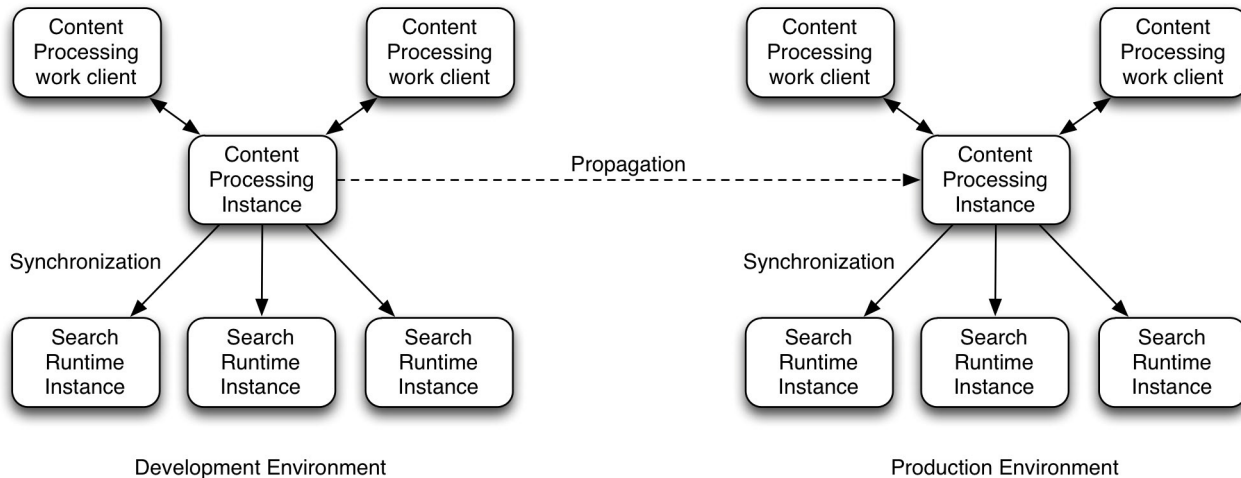 Content
Processing
work client
Content
Processing
work client
Content
Processing
work client
Content
Processing
work client
Content
Processing
Instance
Propagation
Content
Processing
Instance
Synchronization
Synchronization
Search
Runtime
Instance
Search
Runtime
Instance
Search
Runtime
Instance
Search
Runtime
Instance
Search
Runtime
Instance
Search
Runtime
Instance
Development Environment
Production Environment